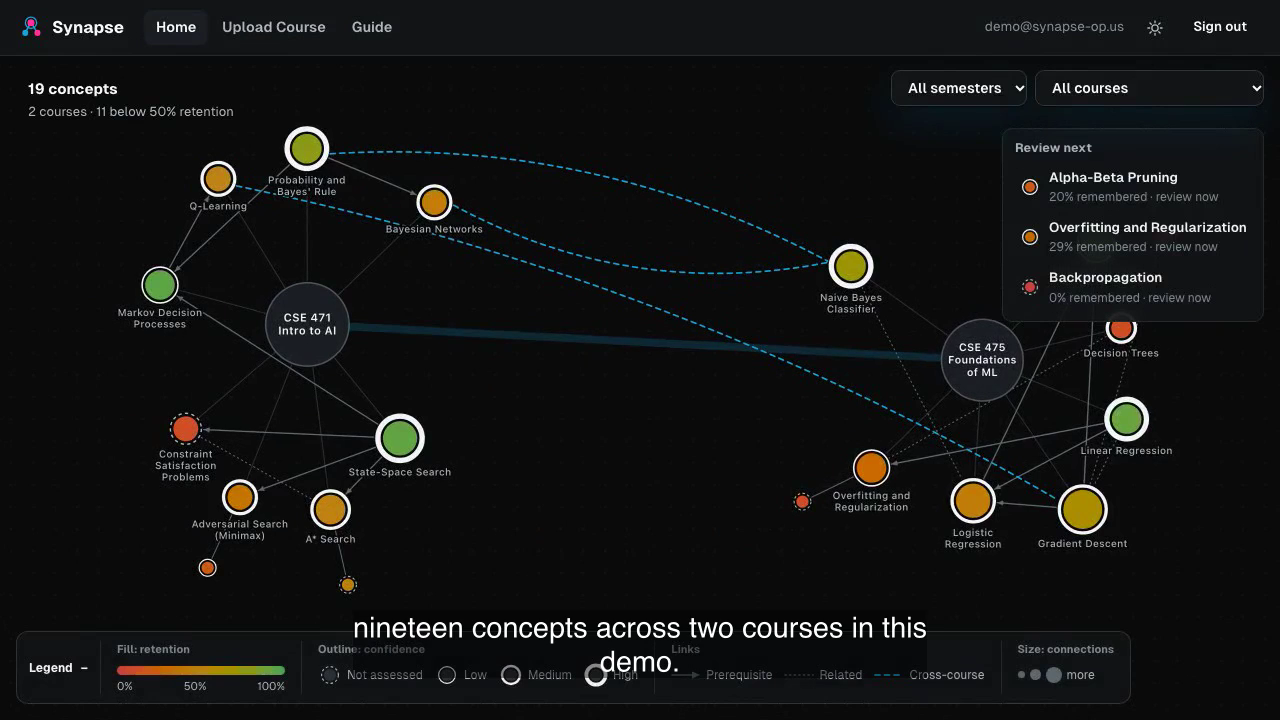 Synapse
Home
Upload Course
Guide
demo@synapse-op.us
Sign out
19 concepts
2 courses · 11 below 50% retention
All semesters
All courses
Review next
Alpha-Beta Pruning
20% remembered · review now
Overfitting and Regularization
29% remembered · review now
Backpropagation
0% remembered · review now
Probability and
Bayes' Rule
Q-Learning
Bayesian Networks
Markov Decision
Processes
CSE 471
Intro to AI
Naive Bayes
Classifier
CSE 475
Foundations
of ML
Decision Trees
Linear Regression
Constraint
Satisfaction
Problems
State-Space Search
Adversarial Search
(Minimax)
A* Search
Overfitting and
Regularization
Logistic
Regression
Gradient Descent
nineteen concepts across two courses in this
demo.
Legend –
Fill: retention
0%
50%
100%
Outline: confidence
Not assessed
Low
Medium
High
Links
Prerequisite
Related
Cross-course
Size: connections
more